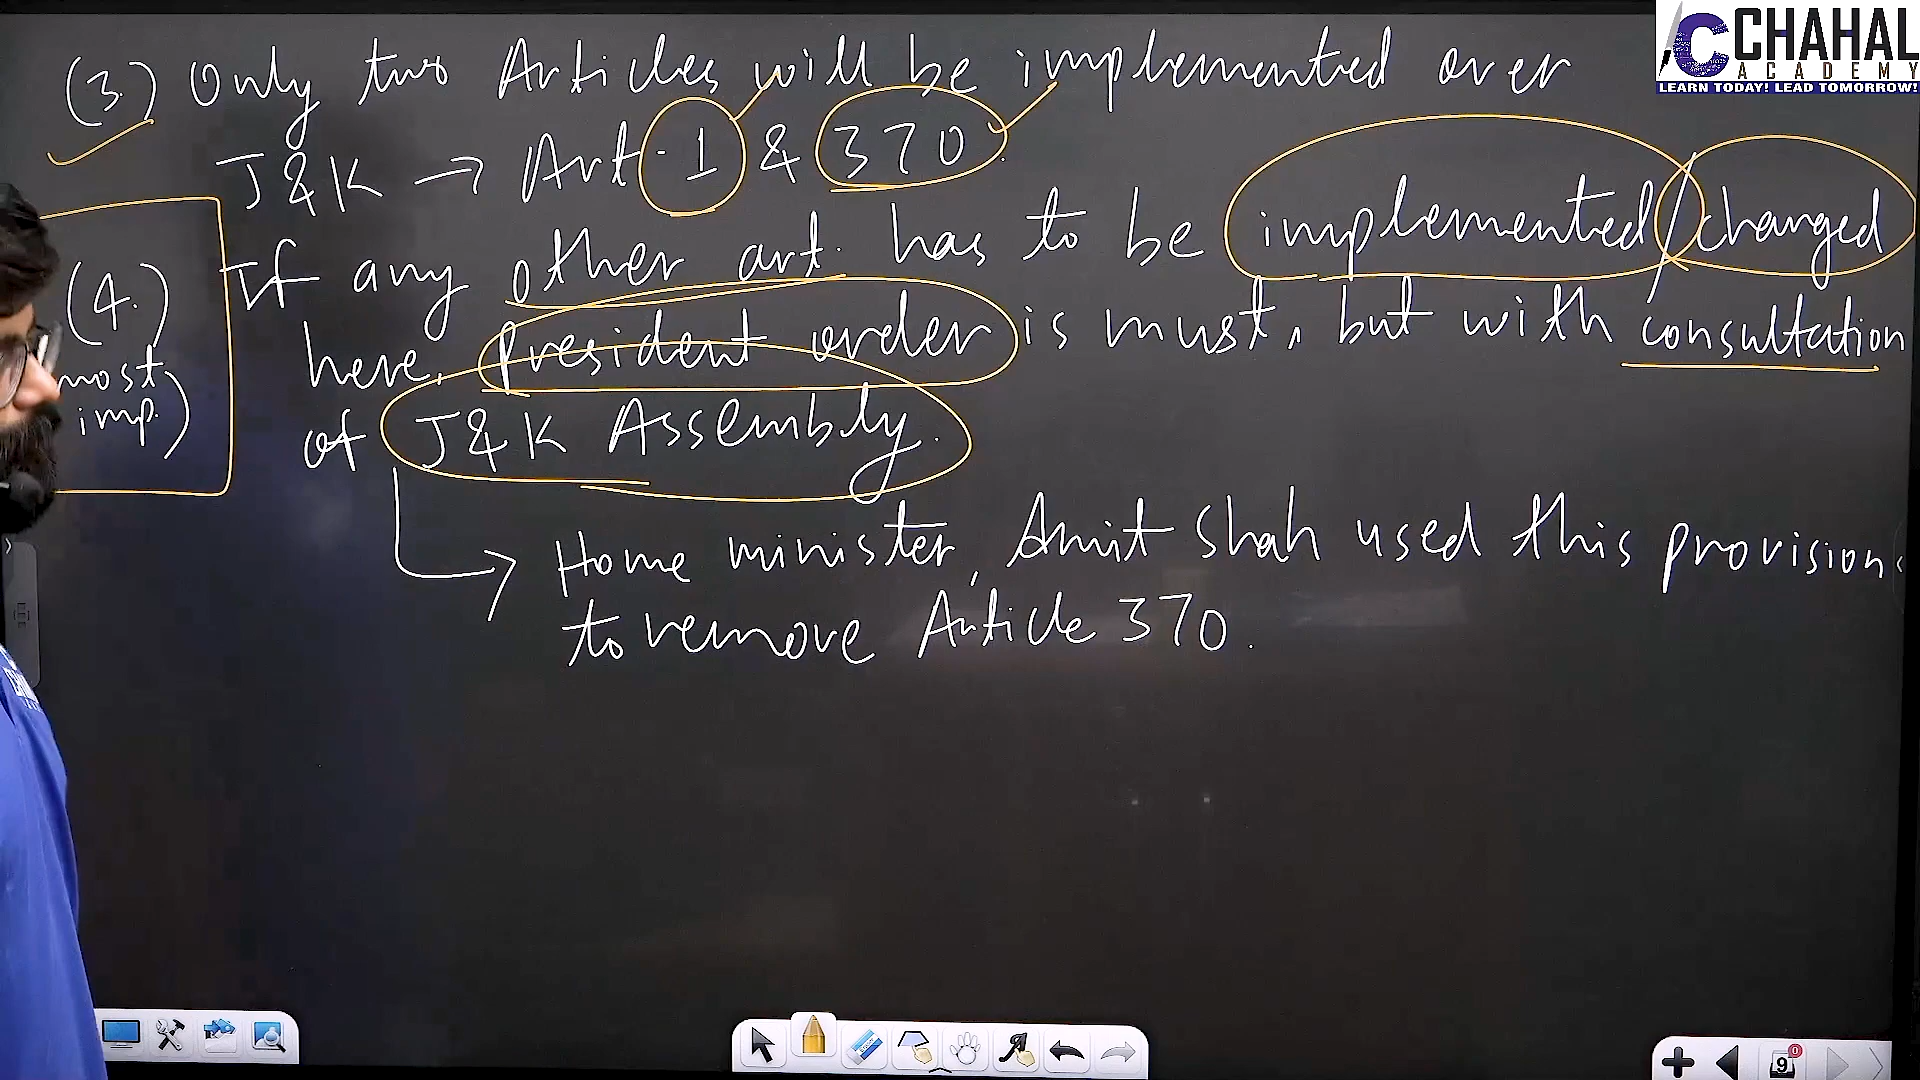 CHAHAL
ACADEMY
LEARN TODAY! LEAD TOMORROW!
(3.) Only two Articles will be implemented over
J&K → Art. 1 & 370.
(4.) If any other art. has to be implemented/changed
here, president order is must, but with consultation
most
imp.)
of J&K Assembly.
Home minister, Amit Shah used this provision
to remove Article 370.
9
0